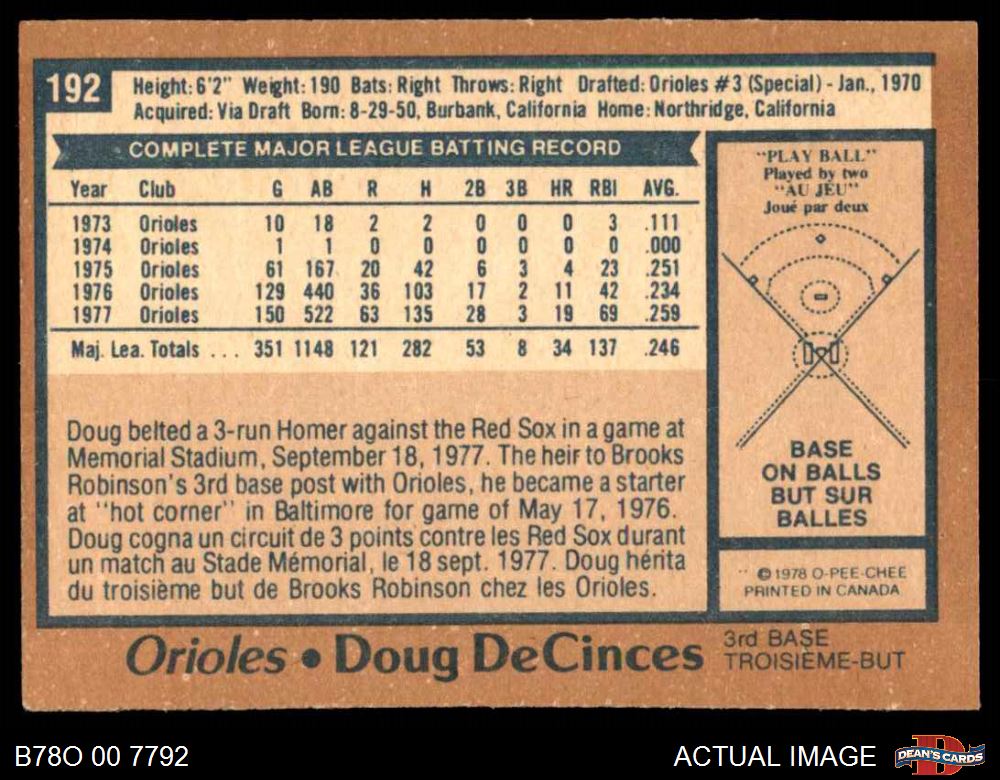 192
Height: 6'2" Weight: 190 Bats: Right Throws: Right Drafted: Orioles #3 (Special) - Jan., 1970
Acquired: Via Draft Born: 8-29-50, Burbank, California Home: Northridge, California
COMPLETE MAJOR LEAGUE BATTING RECORD
Year Club G AB R H 2B 3B HR RBI AVG.
1973 Orioles 10 18 2 2 0 0 0 3 .111
1974 Orioles 1 1 0 0 0 0 0 0 .000
1975 Orioles 61 167 20 42 6 3 4 23 .251
1976 Orioles 129 440 36 103 17 2 11 42 .234
1977 Orioles 150 522 63 135 28 3 19 69 .259
Maj. Lea. Totals ... 351 1148 121 282 53 8 34 137 .246
Doug belted a 3-run Homer against the Red Sox in a game at
Memorial Stadium, September 18, 1977. The heir to Brooks
Robinson's 3rd base post with Orioles, he became a starter
at "hot corner" in Baltimore for game of May 17, 1976.
Doug cogna un circuit de 3 points contre les Red Sox durant
un match au Stade Mémorial, le 18 sept. 1977. Doug hérita
du troisième but de Brooks Robinson chez les Orioles.
"PLAY BALL"
Played by two
"AU JEU"
Joué par deux
BASE
ON BALLS
BUT SUR
BALLES
© 1978 O-PEE-CHEE
PRINTED IN CANADA
Orioles • Doug DeCinces
3rd BASE
TROISIÈME-BUT
B78O 00 7792
ACTUAL IMAGE
DEAN'S CARDS